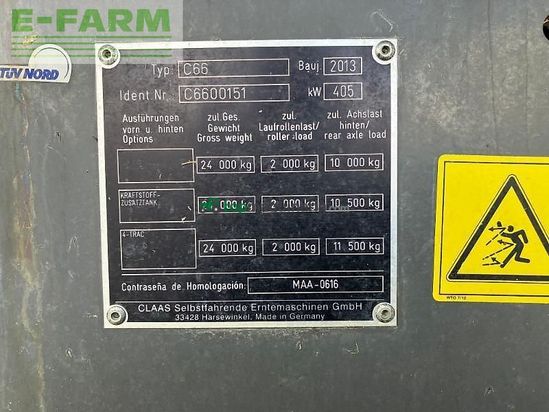 E-FARM
TÜV NORD
Typ: C66 Bauj. 2013
Ident.Nr. C6600151 kW 405
Ausführungen zul.Ges. zul. zul. Achslast
vorn u. hinten Gewicht Laufrollenlast/ hinten/
Options Gross weight roller load rear axle load
24 000 kg 2 000 kg 10 000 kg
KRAFTSTOFF-
ZUSATZTANK. 000 kg 2 000 kg 10 500 kg
4-TRAC
24 000 kg 2 000 kg 11 500 kg
Contraseña de Homologación: MAA-0616
CLAAS Selbstfahrende Erntemaschinen GmbH
33428 Harsewinkel, Made in Germany